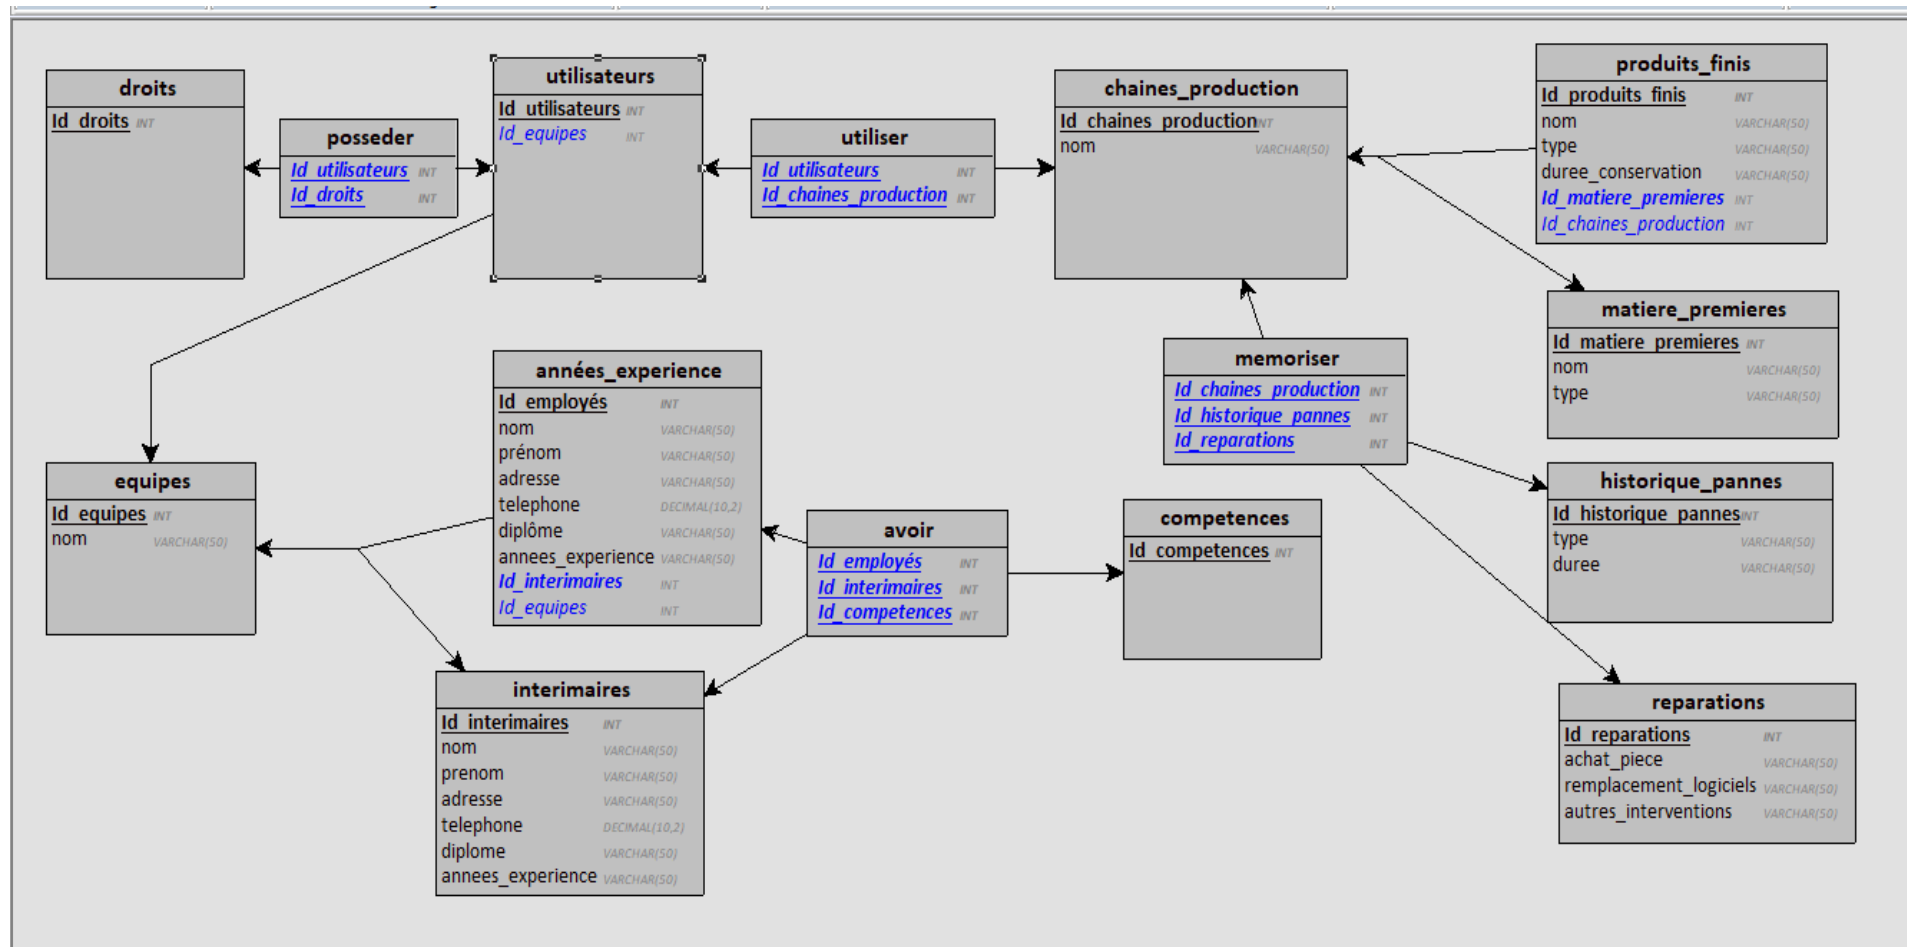 droits
Id_droits INT
posseder
Id_utilisateurs INT
Id_droits INT
utilisateurs
Id_utilisateurs INT
Id_equipes INT
utiliser
Id_utilisateurs INT
Id_chaines_production INT
chaines_production
Id_chaines_production INT
nom VARCHAR(50)
produits_finis
Id_produits_finis INT
nom VARCHAR(50)
type VARCHAR(50)
duree_conservation VARCHAR(50)
Id_matiere_premieres INT
Id_chaines_production INT
matiere_premieres
Id_matiere_premieres INT
nom VARCHAR(50)
type VARCHAR(50)
memoriser
Id_chaines_production INT
Id_historique_pannes INT
Id_reparations INT
années_experience
Id_employés INT
nom VARCHAR(50)
prénom VARCHAR(50)
adresse VARCHAR(50)
telephone DECIMAL(10,2)
diplôme VARCHAR(50)
annees_experience VARCHAR(50)
Id_interimaires INT
Id_equipes INT
equipes
Id_equipes INT
nom VARCHAR(50)
avoir
Id_employés INT
Id_interimaires INT
Id_competences INT
competences
Id_competences INT
historique_pannes
Id_historique_pannes INT
type VARCHAR(50)
duree VARCHAR(50)
interimaires
Id_interimaires INT
nom VARCHAR(50)
prenom VARCHAR(50)
adresse VARCHAR(50)
telephone DECIMAL(10,2)
diplome VARCHAR(50)
annees_experience VARCHAR(50)
reparations
Id_reparations INT
achat_piece VARCHAR(50)
remplacement_logiciels VARCHAR(50)
autres_interventions VARCHAR(50)